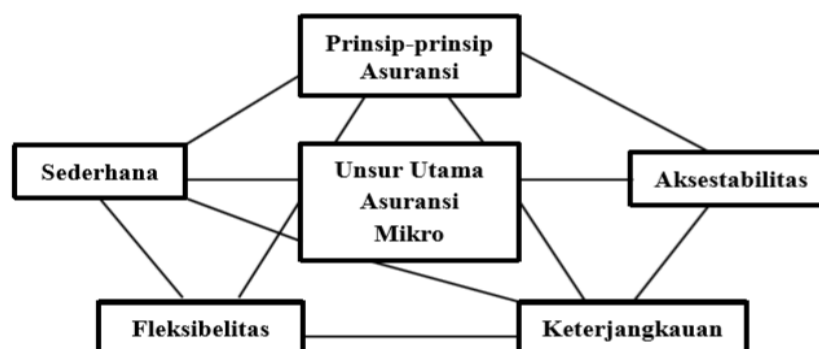 Prinsip-prinsip
Asuransi
Sederhana
Unsur Utama
Asuransi
Mikro
Aksestabilitas
Fleksibelitas
Keterjangkauan